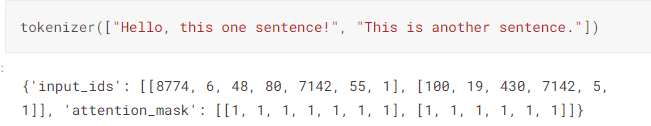 tokenizer(["Hello, this one sentence!", "This is another sentence."])
:
{'input_ids': [[8774, 6, 48, 80, 7142, 55, 1], [100, 19, 430, 7142, 5,
1]], 'attention_mask': [[1, 1, 1, 1, 1, 1, 1], [1, 1, 1, 1, 1, 1]]}